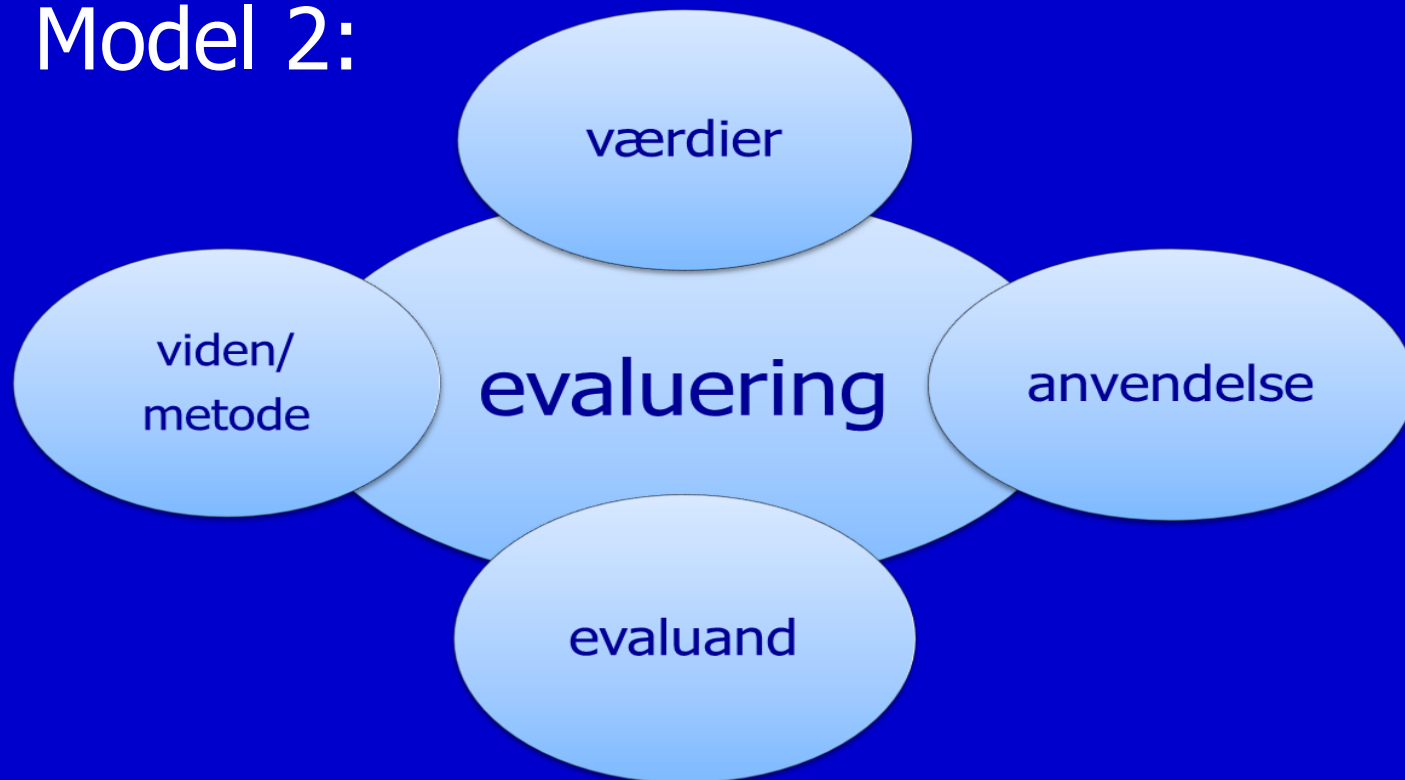 Model 2:
værdier
viden/
metode
evaluering
anvendelse
evaluand